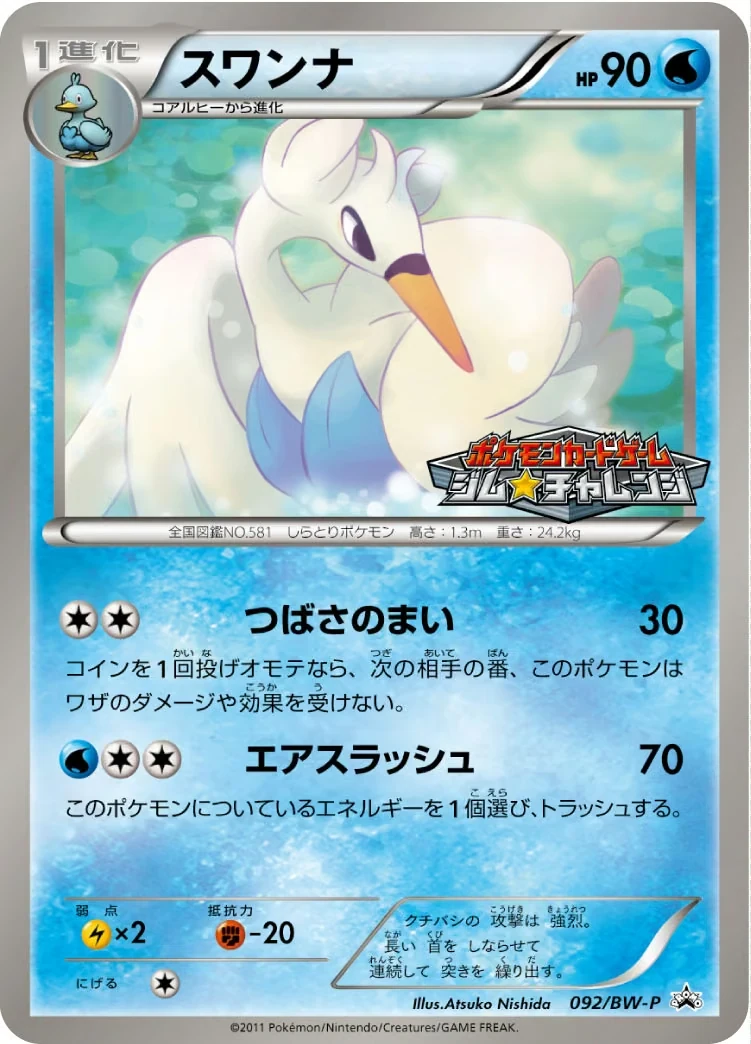 1進化
スワンナ
HP90
コアルヒーから進化
ポケモンカードゲーム
ジム★チャレンジ
全国図鑑NO.581 しらとりポケモン 高さ:1.3m 重さ:24.2kg
つばさのまい 30
コインを1回投げオモテなら、次の相手の番、このポケモンは
ワザのダメージや効果を受けない。
エアスラッシュ 70
このポケモンについているエネルギーを1個選び、トラッシュする。
弱点 抵抗力
×2 -20
にげる
クチバシの 攻撃は 強烈。
長い 首を しならせて
連続して 突きを 繰り出す。
Illus.Atsuko Nishida 092/BW-P
©2011 Pokémon/Nintendo/Creatures/GAME FREAK.